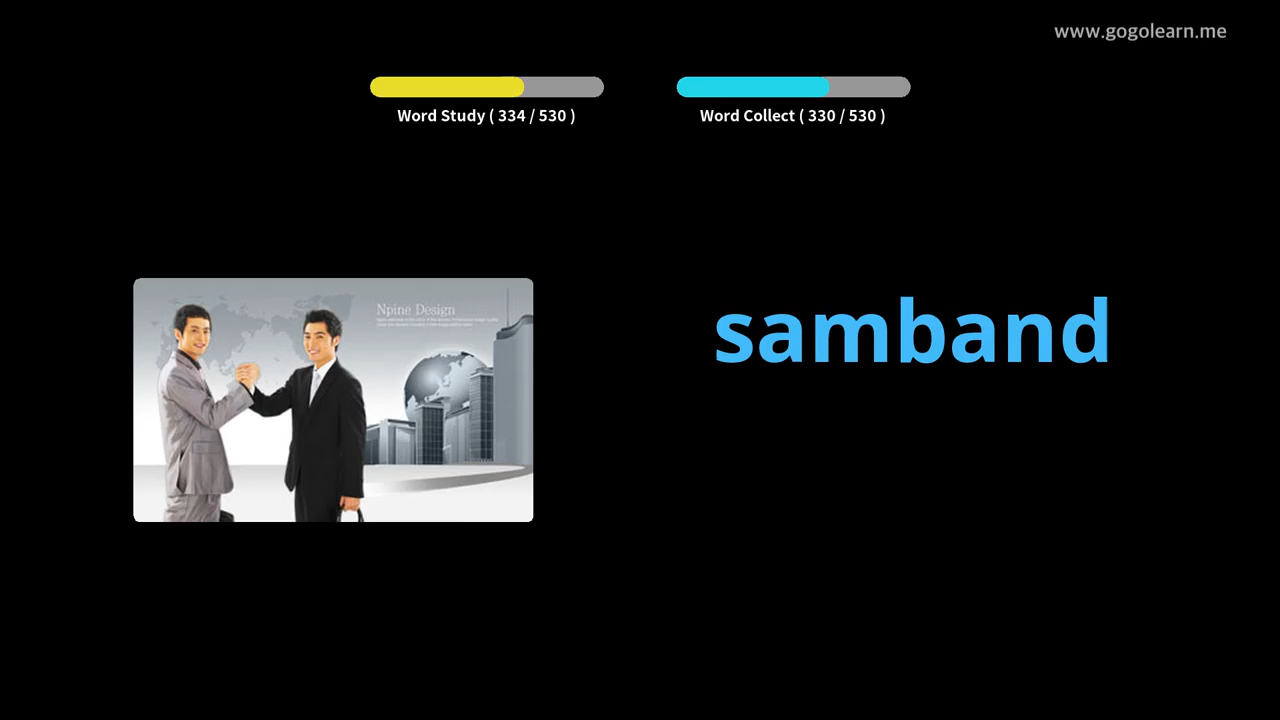 www.gogolearn.me
Word Study ( 334 / 530 )
Word Collect ( 330 / 530 )
Npine Design
samband